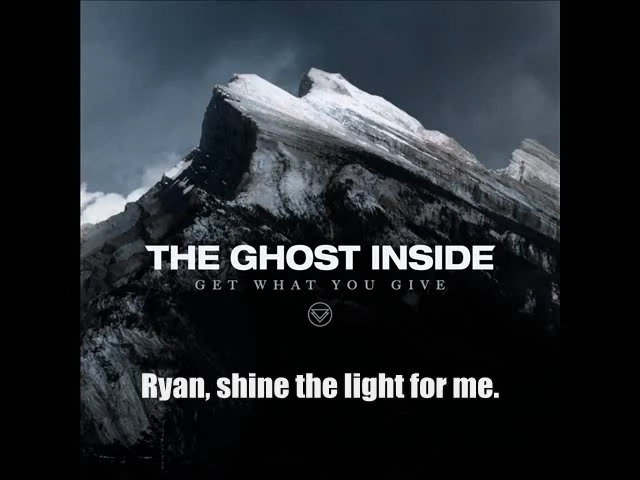 THE GHOST INSIDE
GET WHAT YOU GIVE
Ryan, shine the light for me.